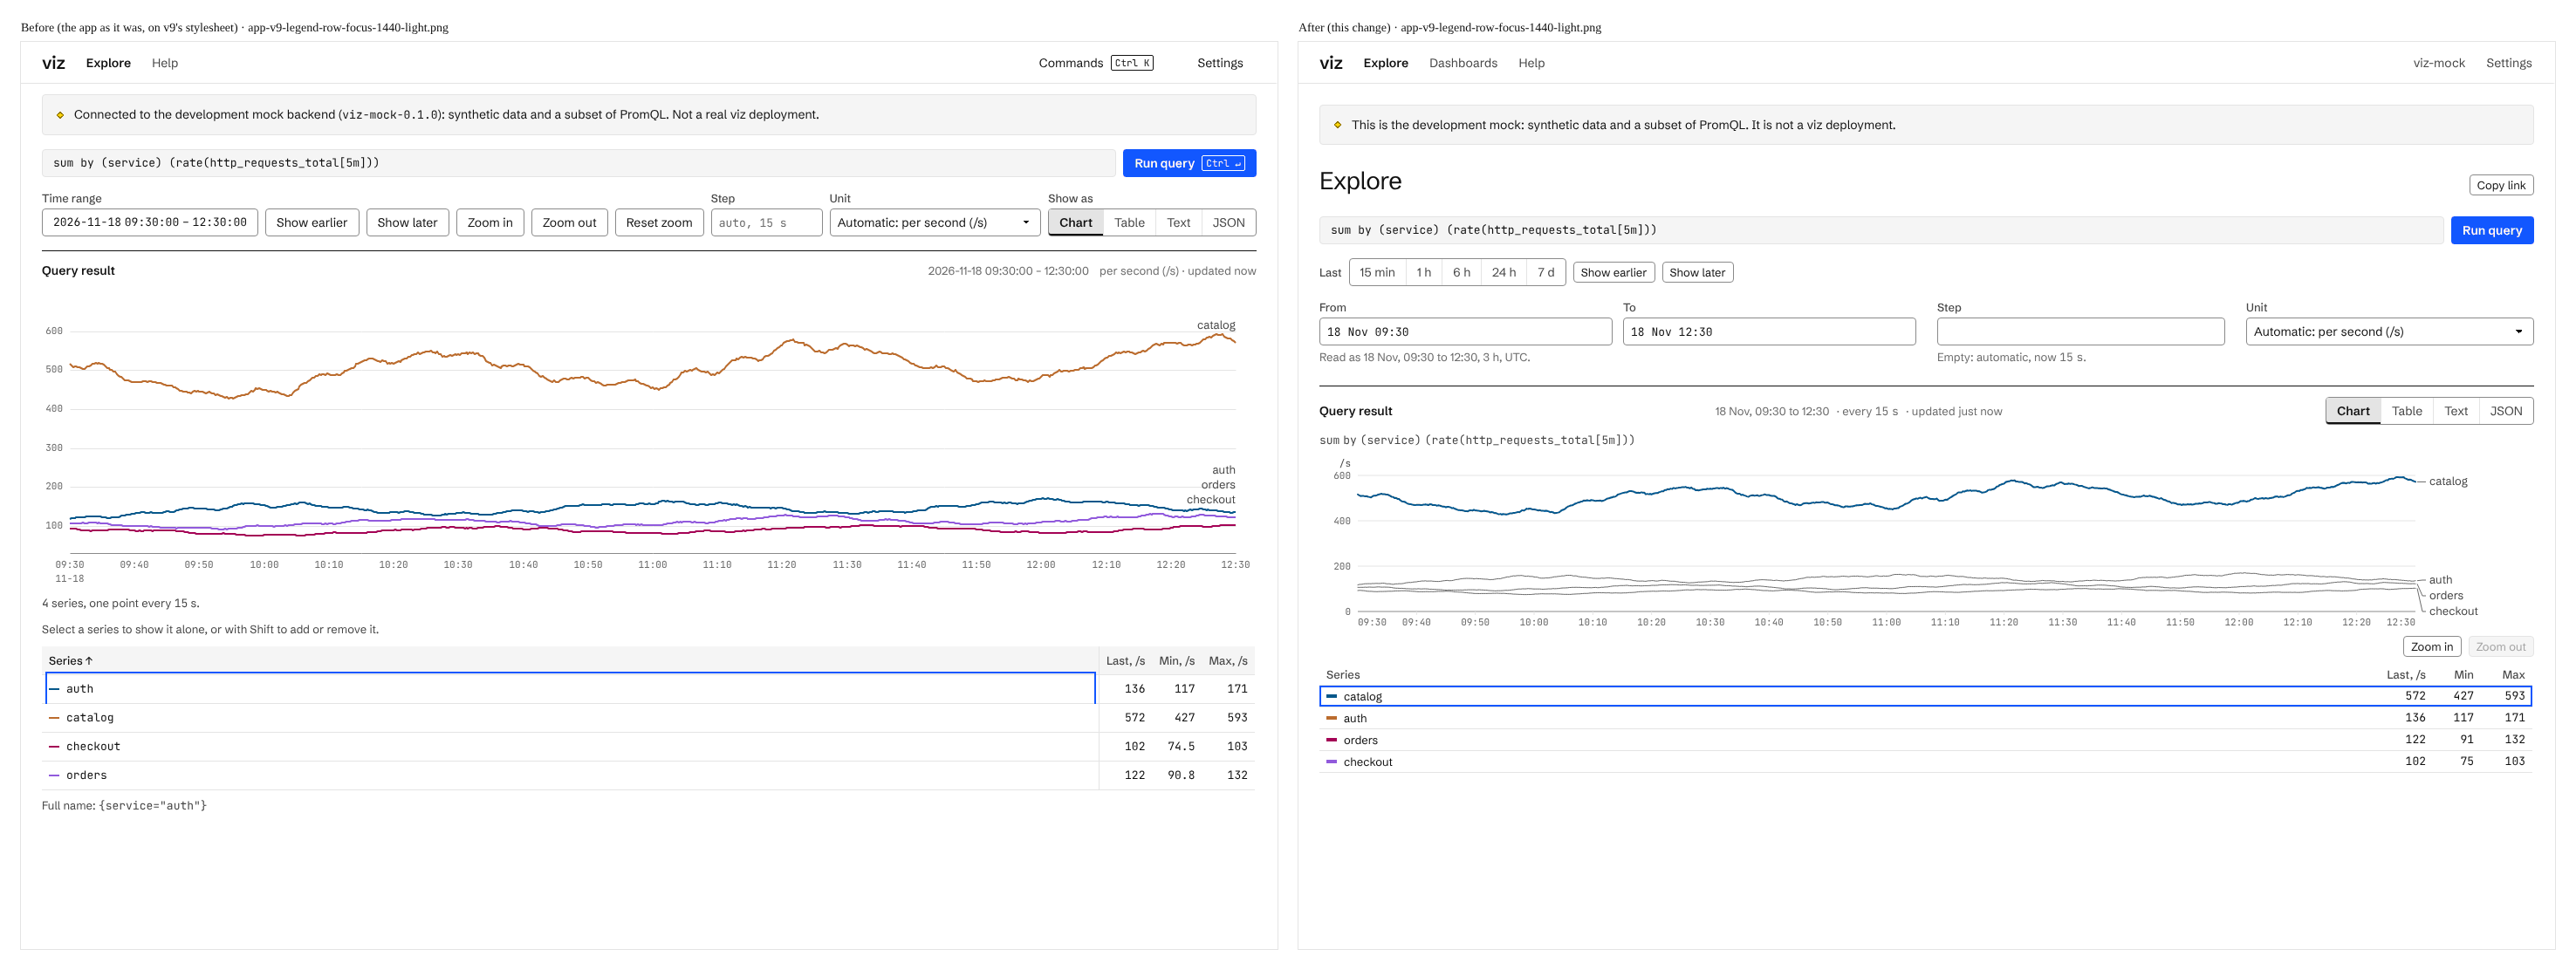 Before (the app as it was, on v9's stylesheet) · app-v9-legend-row-focus-1440-light.png
viz Explore Help Commands Ctrl K Settings
Connected to the development mock backend (viz-mock-0.1.0): synthetic data and a subset of PromQL. Not a real viz deployment.
sum by (service) (rate(http_requests_total[5m])) Run query Ctrl ↵
Time range Step Unit Show as
2026-11-18 09:30:00 – 12:30:00 Show earlier Show later Zoom in Zoom out Reset zoom auto, 15 s Automatic: per second (/s) Chart Table Text JSON
Query result 2026-11-18 09:30:00 – 12:30:00 per second (/s) · updated now
catalog
600
500
400
300
auth
200
orders
checkout
100
09:30 09:40 09:50 10:00 10:10 10:20 10:30 10:40 10:50 11:00 11:10 11:20 11:30 11:40 11:50 12:00 12:10 12:20 12:30
11-18
4 series, one point every 15 s.
Select a series to show it alone, or with Shift to add or remove it.
Series ↑ Last, /s Min, /s Max, /s
auth 136 117 171
catalog 572 427 593
checkout 102 74.5 103
orders 122 90.8 132
Full name: {service="auth"}
After (this change) · app-v9-legend-row-focus-1440-light.png
viz Explore Dashboards Help viz-mock Settings
This is the development mock: synthetic data and a subset of PromQL. It is not a viz deployment.
Explore
Copy link
sum by (service) (rate(http_requests_total[5m])) Run query
Last 15 min 1 h 6 h 24 h 7 d Show earlier Show later
From To Step Unit
18 Nov 09:30 18 Nov 12:30 Automatic: per second (/s)
Read as 18 Nov, 09:30 to 12:30, 3 h, UTC. Empty: automatic, now 15 s.
Query result 18 Nov, 09:30 to 12:30 · every 15 s · updated just now Chart Table Text JSON
sum by (service) (rate(http_requests_total[5m]))
/s
600
catalog
400
200
auth
orders
0 checkout
09:30 09:40 09:50 10:00 10:10 10:20 10:30 10:40 10:50 11:00 11:10 11:20 11:30 11:40 11:50 12:00 12:10 12:20 12:30
Zoom in Zoom out
Series Last, /s Min Max
catalog 572 427 593
auth 136 117 171
orders 122 91 132
checkout 102 75 103